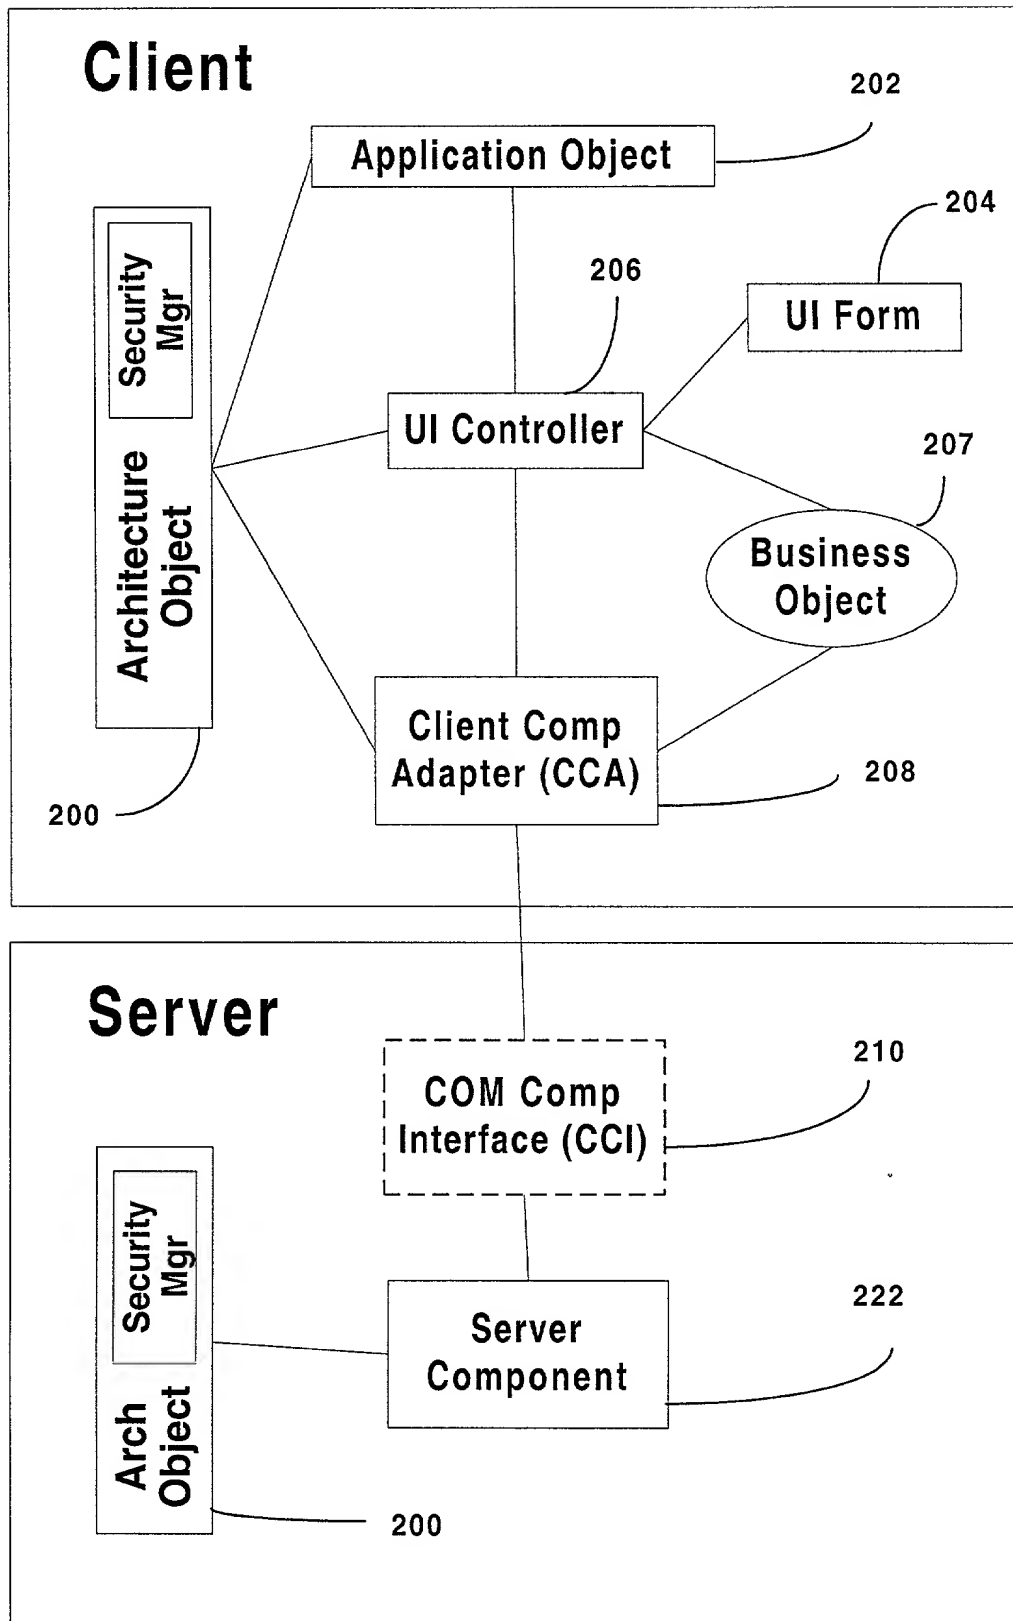 Client
202
Application Object
204
Security
Mgr
206
UI Form
UI Controller
207
Architecture
Object
Business
Object
Client Comp
Adapter (CCA)
208
200
Server
210
COM Comp
Interface (CCI)
Security
Mgr
222
Server
Component
Arch
Object
200